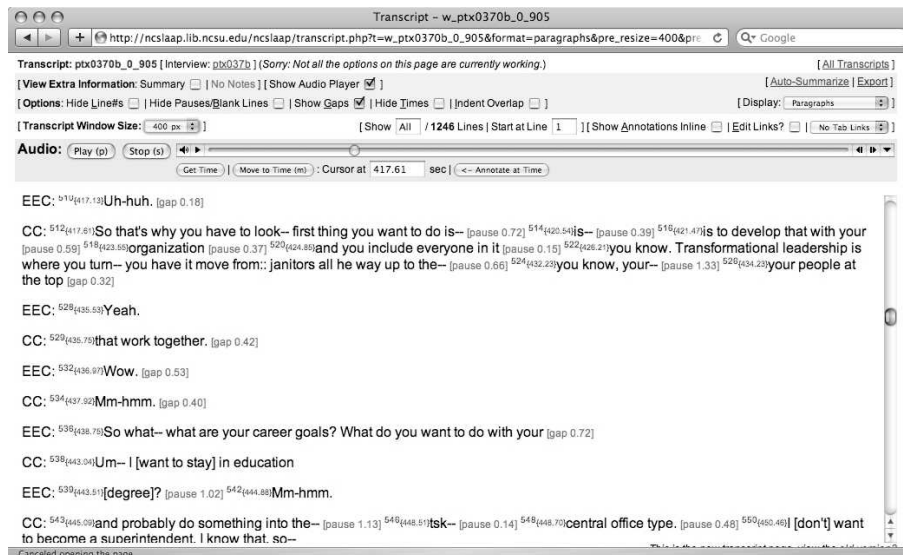 Transcript – w_ptx0370b_0_905
http://ncslaap.lib.ncsu.edu/ncslaap/transcript.php?t=w_ptx0370b_0_905&format=paragraphs&pre_resize=400&pre
Google
Transcript: ptx0370b_0_905 [ Interview: ptx037b ] (Sorry: Not all the options on this page are currently working.) [ All Transcripts ]
[ View Extra Information: Summary | No Notes ] [ Show Audio Player ] [ Auto-Summarize | Export ]
[ Options: Hide Line#s | Hide Pauses/Blank Lines | Show Gaps | Hide Times | Indent Overlap ] [ Display: Paragraphs ]
[ Transcript Window Size: 400 px ] [ Show All / 1246 Lines | Start at Line 1 ] [ Show Annotations Inline | Edit Links? | No Tab Links ]
Audio: Play (p) Stop (s)
Get Time | Move to Time (m) : Cursor at 417.61 sec | <- Annotate at Time
EEC: 510{417.13}Uh-huh. [gap 0.18]
CC: 512{417.61}So that's why you have to look-- first thing you want to do is-- [pause 0.72] 514{420.54}is-- [pause 0.39] 516{421.47}is to develop that with your
[pause 0.59] 518{423.55}organization [pause 0.37] 520{424.85}and you include everyone in it [pause 0.15] 522{426.21}you know. Transformational leadership is
where you turn-- you have it move from:: janitors all he way up to the-- [pause 0.66] 524{432.23}you know, your-- [pause 1.33] 526{434.23}your people at
the top [gap 0.32]
EEC: 528{435.53}Yeah.
CC: 529{435.75}that work together. [gap 0.42]
EEC: 532{436.97}Wow. [gap 0.53]
CC: 534{437.92}Mm-hmm. [gap 0.40]
EEC: 536{438.75}So what-- what are your career goals? What do you want to do with your [gap 0.72]
CC: 538{443.04}Um-- I [want to stay] in education
EEC: 539{443.51}[degree]? [pause 1.02] 542{444.88}Mm-hmm.
CC: 543{445.09}and probably do something into the-- [pause 1.13] 546{448.51}tsk-- [pause 0.14] 548{448.70}central office type. [pause 0.48] 550{450.46}I [don't] want
to become a superintendent. I know that, so--
Canceled opening the page